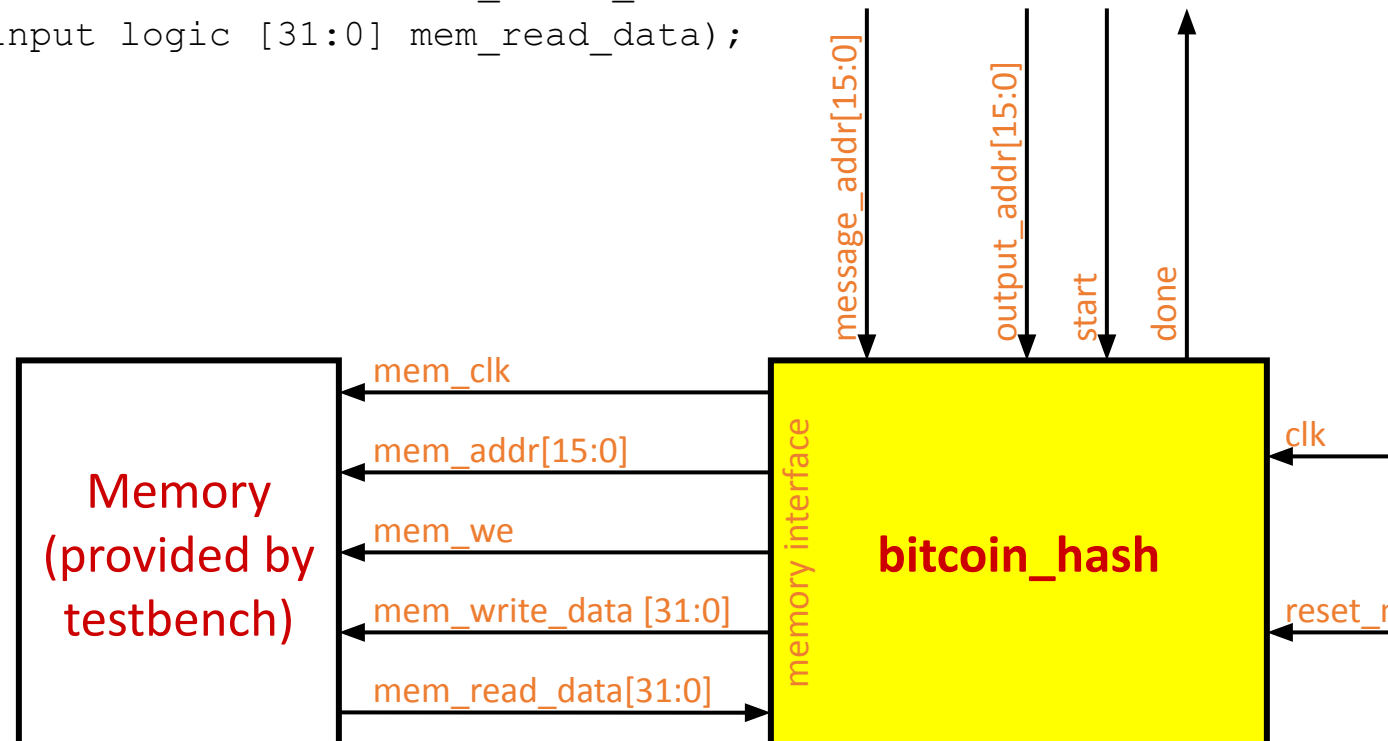 input logic [31:0] mem_read_data);
message_addr[15:0]
output_addr[15:0]
start
done
mem_clk
mem_addr[15:0]
mem_we
mem_write_data [31:0]
mem_read_data[31:0]
Memory
(provided by
testbench)
memory interface
bitcoin_hash
clk